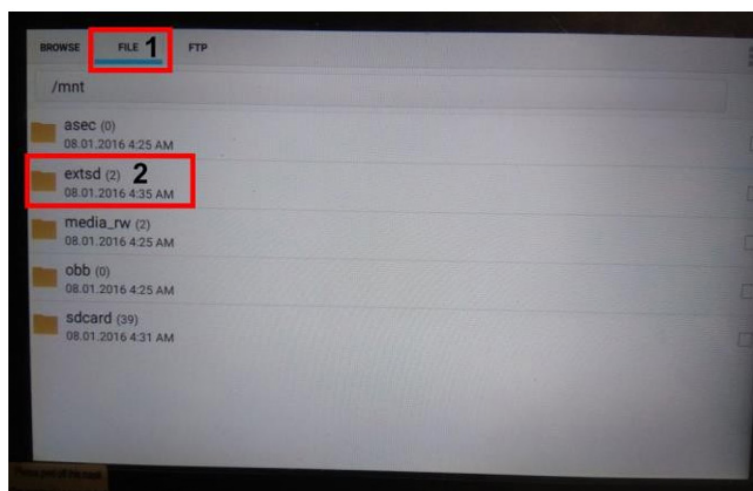 BROWSE FILE 1 FTP
/mnt
asec (0)
08.01.2016 4:25 AM
extsd (2) 2
08.01.2016 4:35 AM
media_rw (2)
08.01.2016 4:25 AM
obb (0)
08.01.2016 4:25 AM
sdcard (39)
08.01.2016 4:31 AM